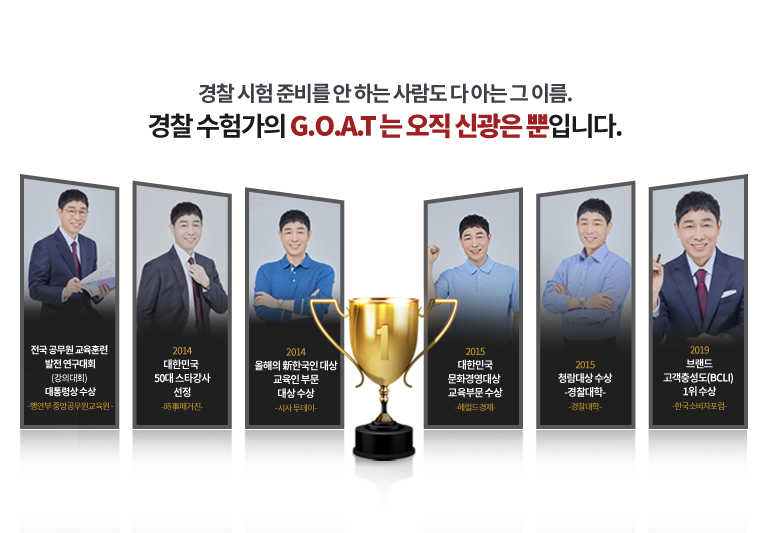 경찰 시험 준비를 안 하는 사람도 다 아는 그 이름.
경찰 수험가의 G.O.A.T 는 오직 신광은 뿐입니다.
전국 공무원 교육훈련
발전 연구대회
(강의대회)
대통령상 수상
-행안부 중앙공무원교육원-
2014
대한민국
50대 스타강사
선정
-時事매거진-
2014
올해의 新한국인 대상
교육인 부문
대상 수상
-시사 투데이-
1
2015
대한민국
문화경영대상
교육부문 수상
-헤럴드경제-
2015
청람대상 수상
-경찰대학-
-경찰대학-
2019
브랜드
고객충성도(BCLI)
1위 수상
-한국소비자포럼-